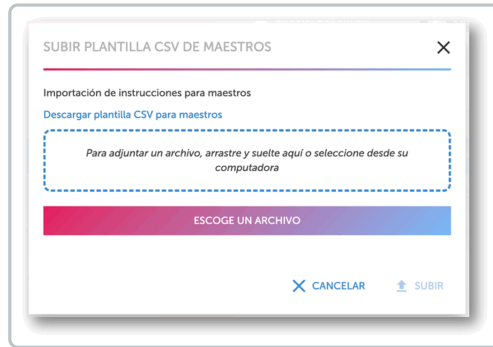 SUBIR PLANTILLA CSV DE MAESTROS
Importación de instrucciones para maestros
Descargar plantilla CSV para maestros
Para adjuntar un archivo, arrastre y suelte aquí o seleccione desde su
computadora
ESCOGE UN ARCHIVO
CANCELAR SUBIR